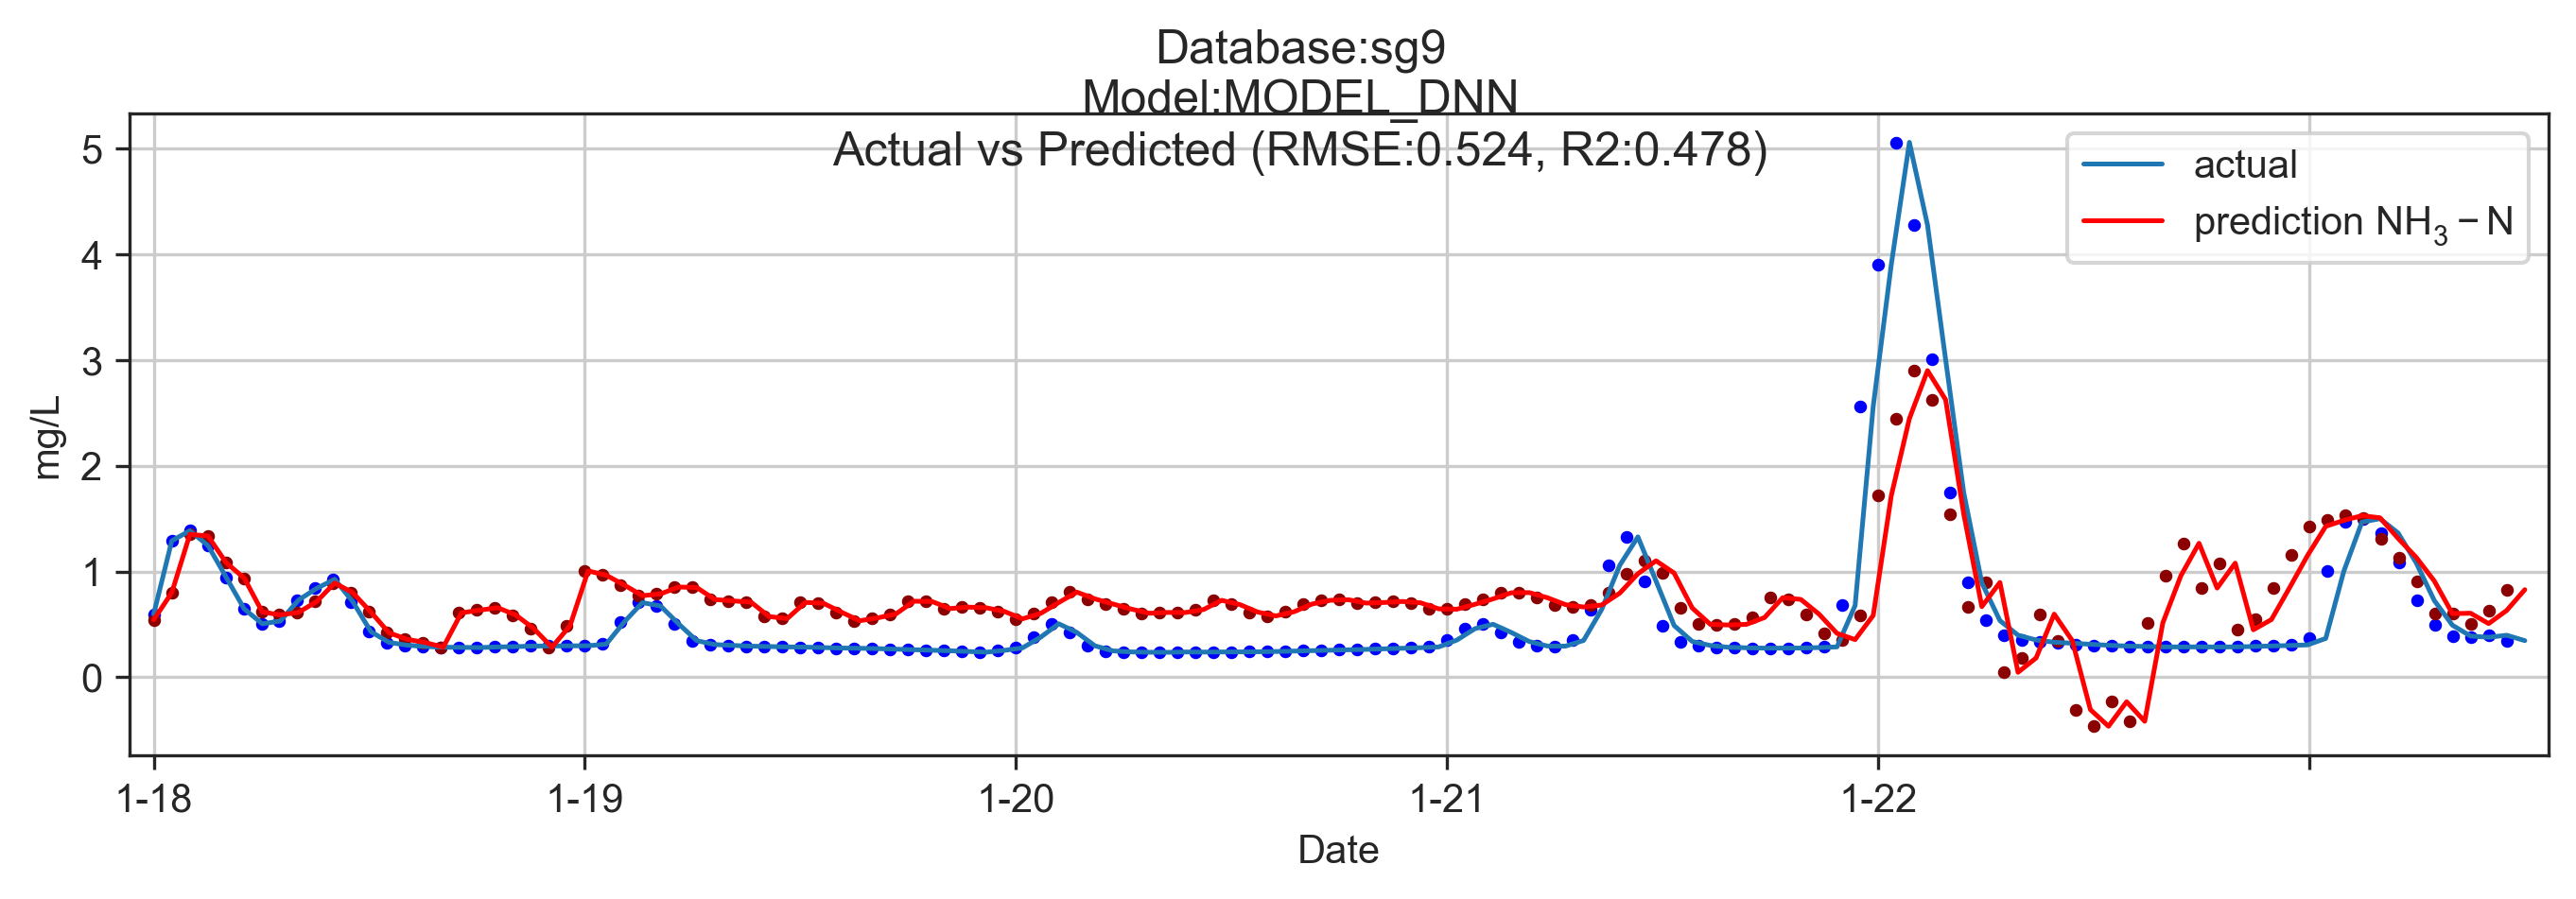 Database:sg9
Model:MODEL_DNN
Actual vs Predicted (RMSE:0.524, R2:0.478)
actual
prediction NH₃ − N
5
4
3
2
1
0
mg/L
1-18 1-19 1-20 1-21 1-22
Date